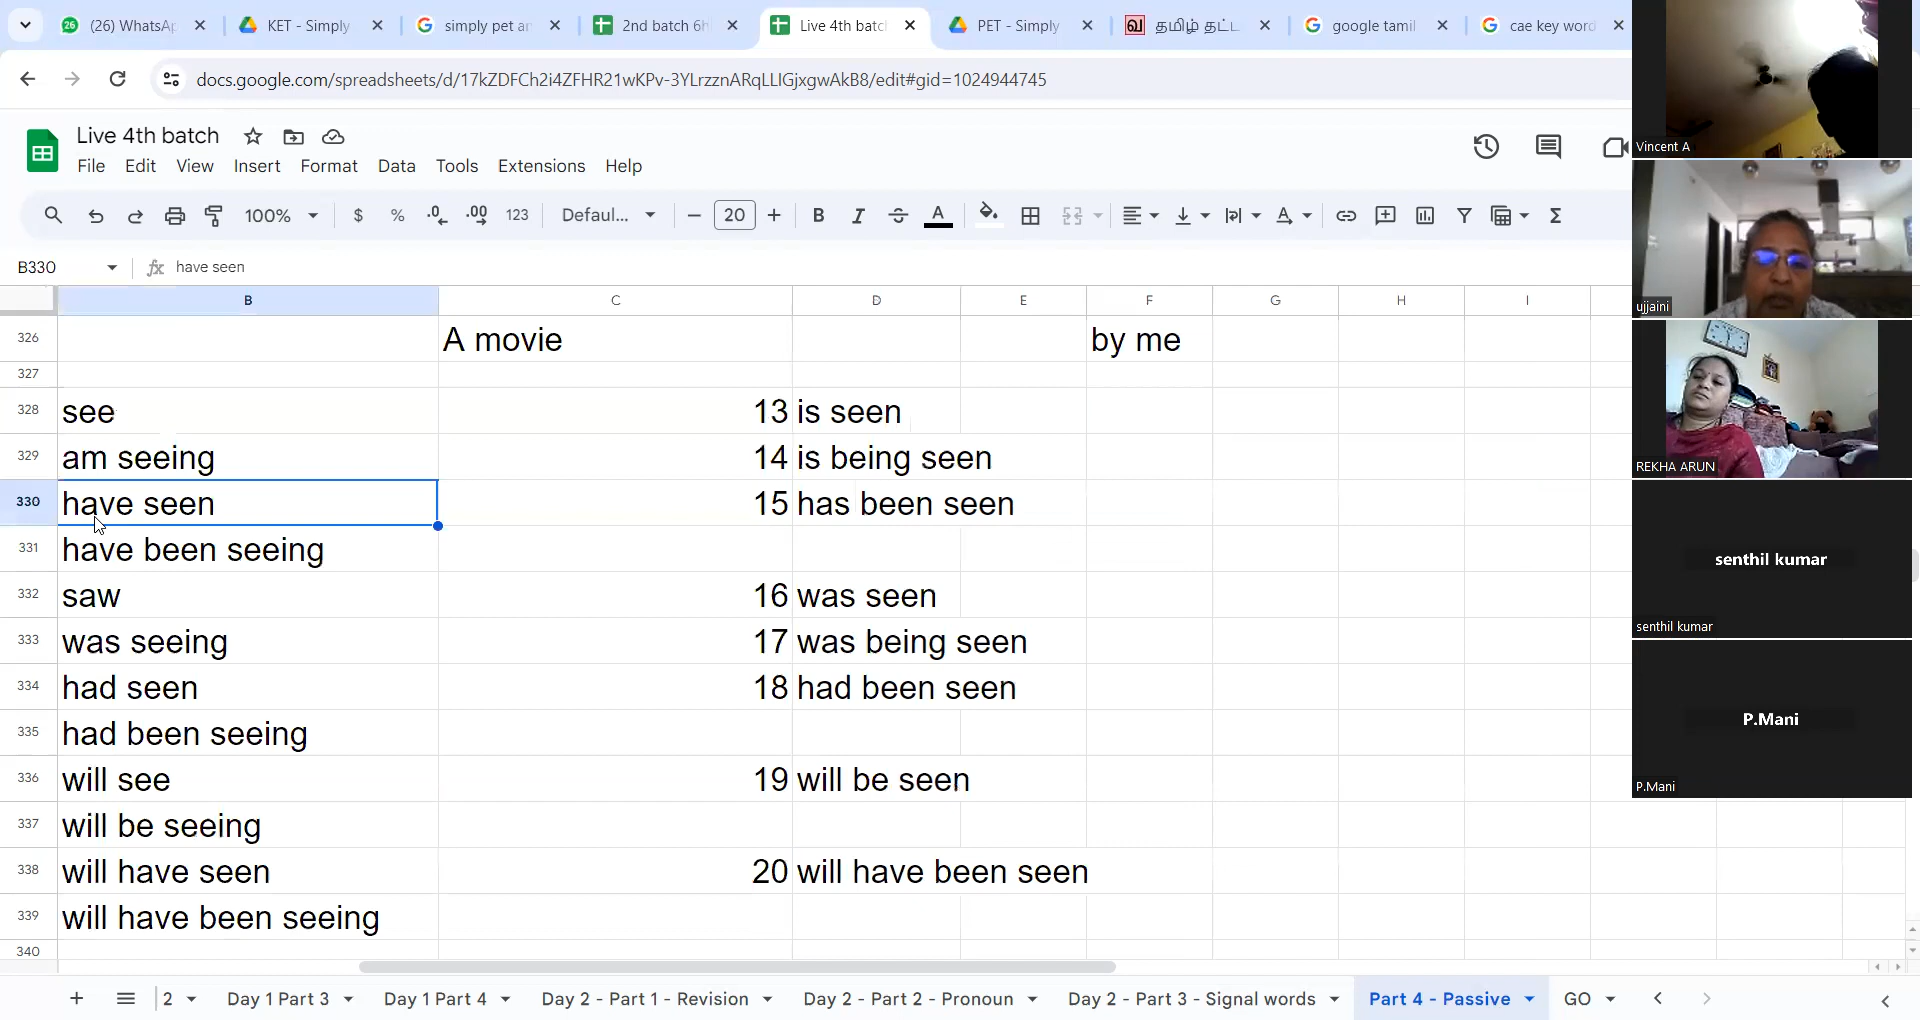 (26) WhatsAp
KET - Simply
simply pet an
2nd batch 6h
Live 4th batch
PET - Simply
தமிழ் தட்ட
google tamil
cae key word
docs.google.com/spreadsheets/d/17kZDFCh2i4ZFHR21wKPv-3YLrzznARqLLIGjxgwAkB8/edit#gid=1024944745
Live 4th batch
File Edit View Insert Format Data Tools Extensions Help
100% $ % .0 .00 123 Defaul... - 20 + B I S A
B330 fx have seen
B C D E F G H I
326 A movie by me
327
328 see 13 is seen
329 am seeing 14 is being seen
330 have seen 15 has been seen
331 have been seeing
332 saw 16 was seen
333 was seeing 17 was being seen
334 had seen 18 had been seen
335 had been seeing
336 will see 19 will be seen
337 will be seeing
338 will have seen 20 will have been seen
339 will have been seeing
340
2 Day 1 Part 3 Day 1 Part 4 Day 2 - Part 1 - Revision Day 2 - Part 2 - Pronoun Day 2 - Part 3 - Signal words Part 4 - Passive GO
Vincent A
ujjaini
REKHA ARUN
senthil kumar
senthil kumar
P.Mani
P.Mani